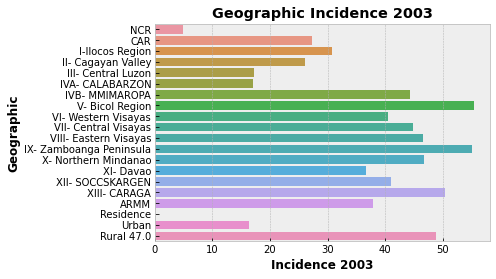 Geographic Incidence 2003
Geographic
NCR
CAR
I-Ilocos Region
II- Cagayan Valley
III- Central Luzon
IVA- CALABARZON
IVB- MMIMAROPA
V- Bicol Region
VI- Western Visayas
VII- Central Visayas
VIII- Eastern Visayas
IX- Zamboanga Peninsula
X- Northern Mindanao
XI- Davao
XII- SOCCSKARGEN
XIII- CARAGA
ARMM
Residence
Urban
Rural 47.0
0 10 20 30 40 50
Incidence 2003